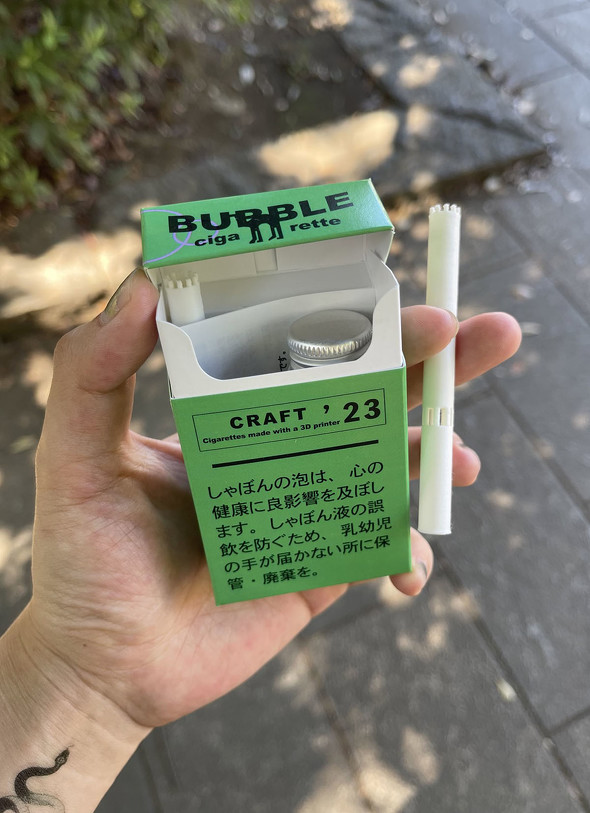 BUBBLE
ciga rette
CRAFT ’23
Cigarettes made with a 3D printer
しゃぼんの泡は、心の
健康に良影響を及ぼし
ます。しゃぼん液の誤
飲を防ぐため、乳幼児
の手が届かない所に保
管・廃棄を。